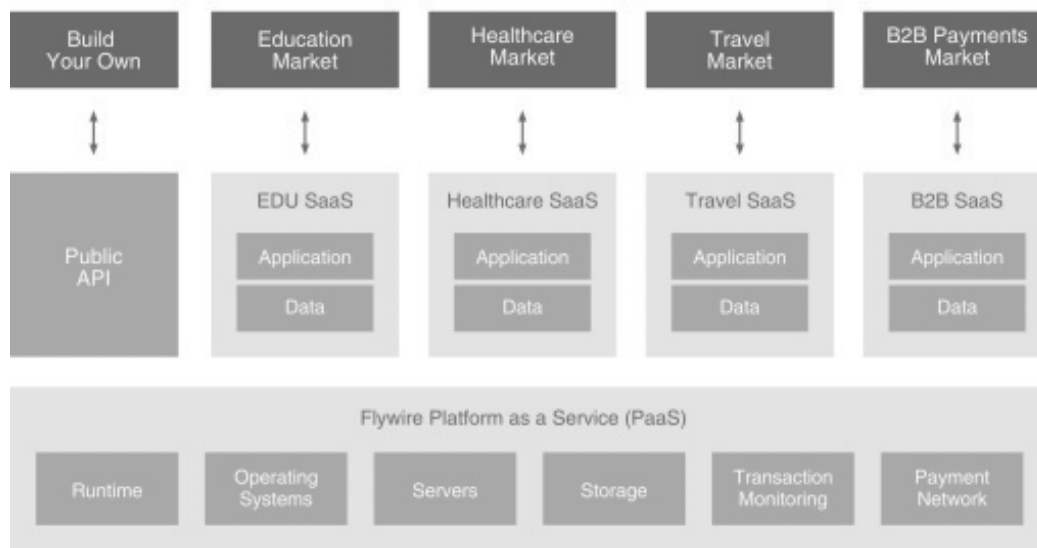 Build
Your Own
Education
Market
Healthcare
Market
Travel
Market
B2B Payments
Market
Public
API
EDU SaaS
Application
Data
Healthcare SaaS
Application
Data
Travel SaaS
Application
Data
B2B SaaS
Application
Data
Flywire Platform as a Service (PaaS)
Runtime
Operating
Systems
Servers
Storage
Transaction
Monitoring
Payment
Network